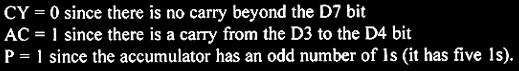 CY = 0 since there is no carry beyond the D7 bit
AC = 1 since there is a carry from the D3 to the D4 bit
P = 1 since the accumulator has an odd number of 1s (it has five 1s).